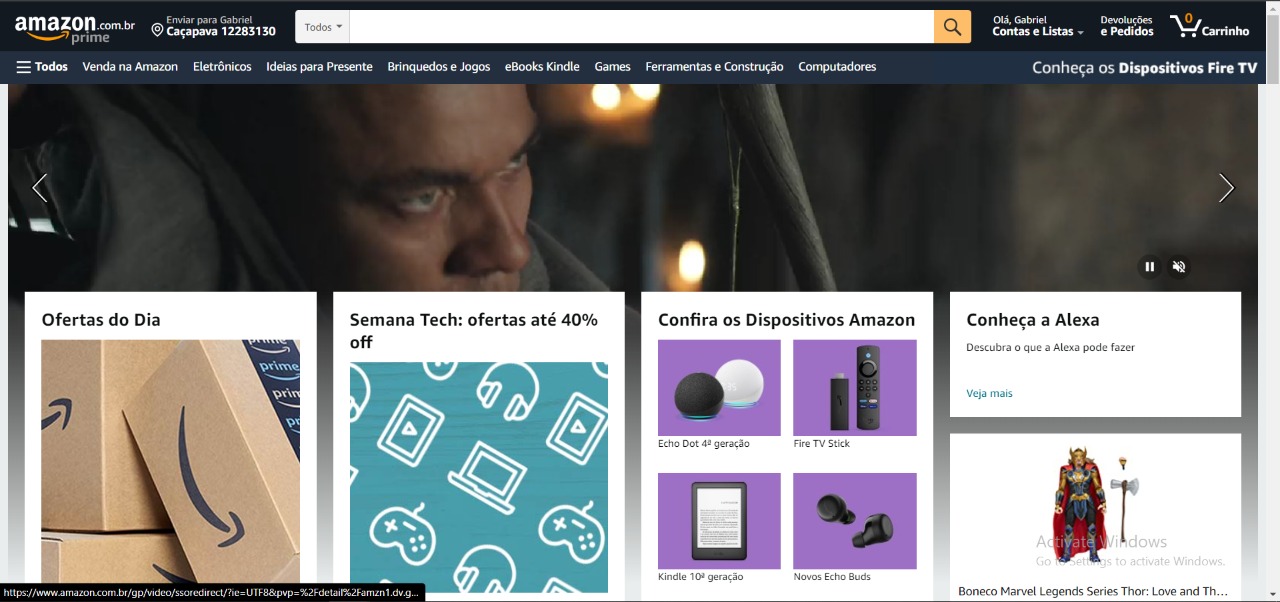 amazon.com.br
prime
Enviar para Gabriel
Caçapava 12283130
Todos
Olá, Gabriel
Contas e Listas
Devoluções
e Pedidos
0
Carrinho
Todos
Venda na Amazon
Eletrônicos
Ideias para Presente
Brinquedos e Jogos
eBooks Kindle
Games
Ferramentas e Construção
Computadores
Conheça os Dispositivos Fire TV
Ofertas do Dia
prime
prime
prim
Semana Tech: ofertas até 40%
off
Confira os Dispositivos Amazon
Echo Dot 4ª geração
Fire TV Stick
Kindle 10ª geração
Novos Echo Buds
Conheça a Alexa
Descubra o que a Alexa pode fazer
Veja mais
Activate Windows
Go to Settings to activate Windows.
Boneco Marvel Legends Series Thor: Love and Th...
https://www.amazon.com.br/gp/video/ssoredirect/?ie=UTF8&pvp=%2Fdetail%2Famzn1.dv.g...